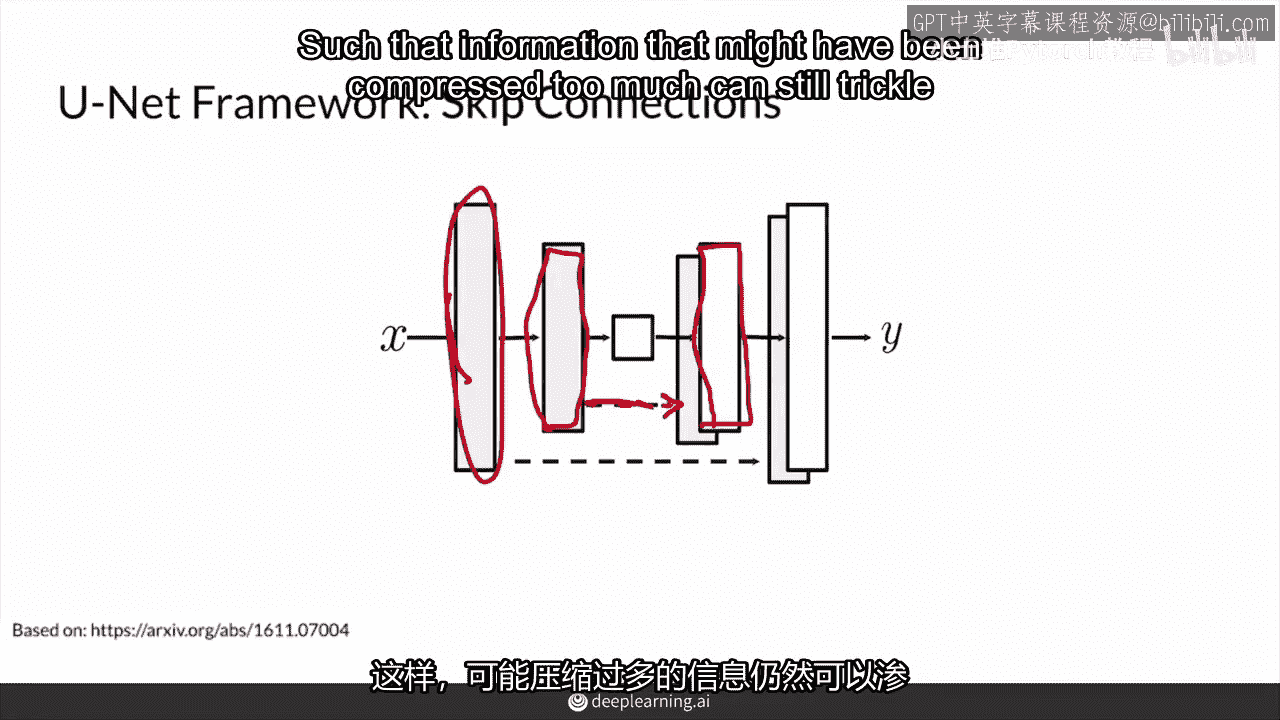 GPT中英字幕课程资源@bilibili.com
Such that information that might have been
compressed too much can still trickle
U-Net Framework: Skip Connections
x
y
Based on: https://arxiv.org/abs/1611.07004
这样，可能压缩过多的信息仍然可以渗
deeplearning.ai